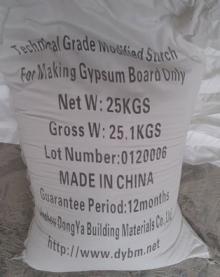 Technical Grade Modified Starch
For Making Gypsum Board Only
Net W: 25KGS
Gross W: 25.1KGS
Lot Number:0120006
MADE IN CHINA
Guarantee Period:12months
DongYa Building Materials Co.,Ltd.
http://www.dybm.net